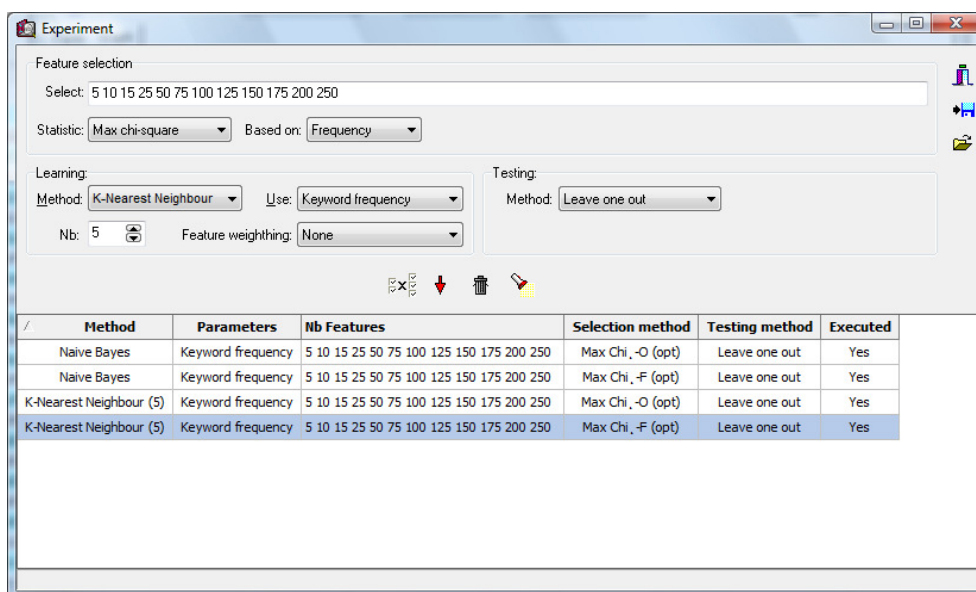 Experiment
Feature selection
Select: 5 10 15 25 50 75 100 125 150 175 200 250
Statistic: Max chi-square Based on: Frequency
Learning: Testing:
Method: K-Nearest Neighbour Use: Keyword frequency Method: Leave one out
Nb: 5 Feature weighthing: None
Method Parameters Nb Features Selection method Testing method Executed
Naive Bayes Keyword frequency 5 10 15 25 50 75 100 125 150 175 200 250 Max Chi¸-O (opt) Leave one out Yes
Naive Bayes Keyword frequency 5 10 15 25 50 75 100 125 150 175 200 250 Max Chi¸-F (opt) Leave one out Yes
K-Nearest Neighbour (5) Keyword frequency 5 10 15 25 50 75 100 125 150 175 200 250 Max Chi¸-O (opt) Leave one out Yes
K-Nearest Neighbour (5) Keyword frequency 5 10 15 25 50 75 100 125 150 175 200 250 Max Chi¸-F (opt) Leave one out Yes